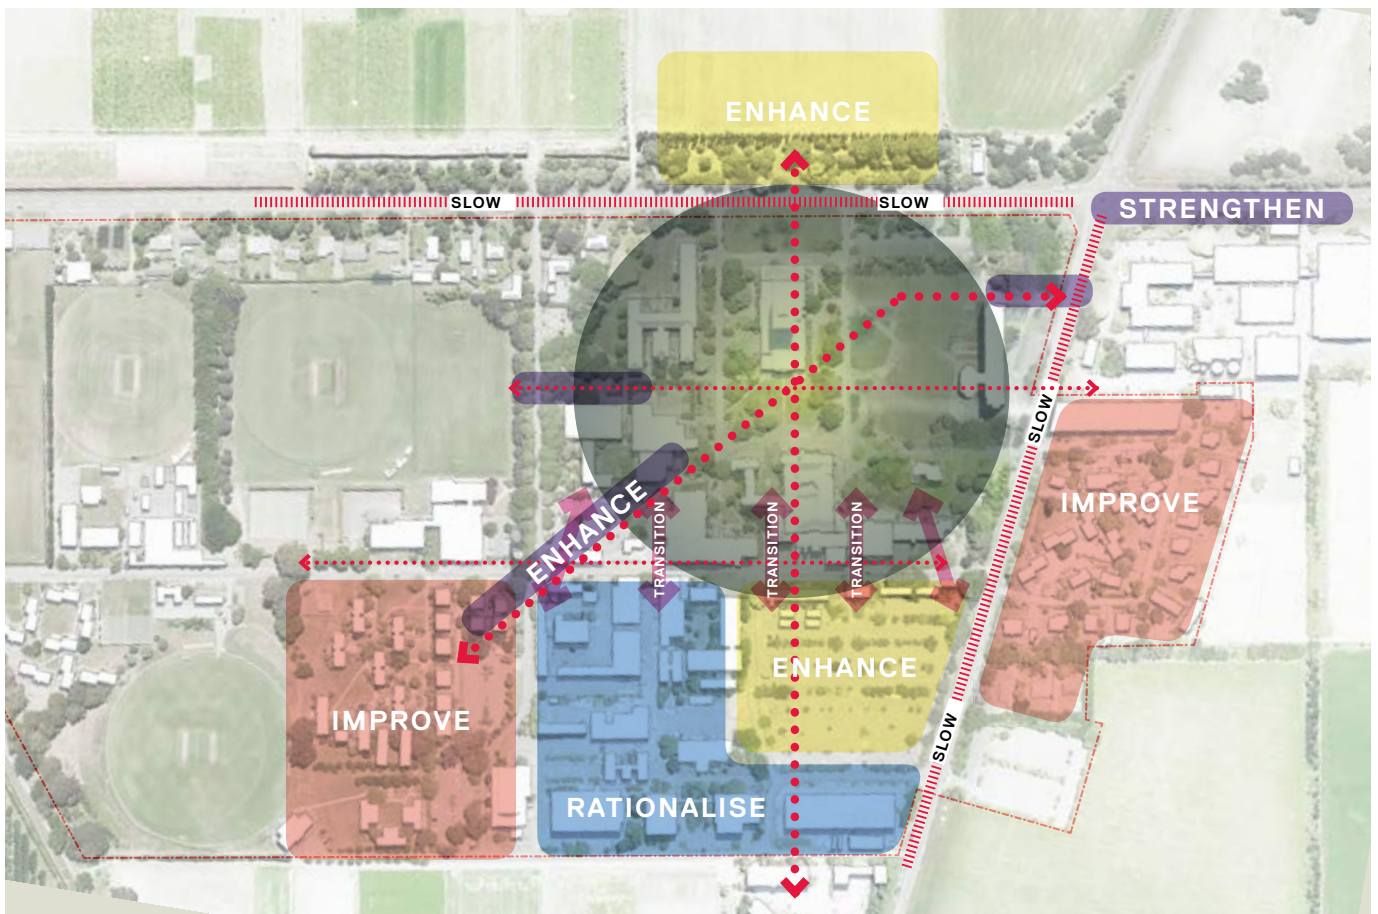 ENHANCE
SLOW
SLOW
STRENGTHEN
SLOW
IMPROVE
ENHANCE
TRANSITION
TRANSITION
TRANSITION
ENHANCE
IMPROVE
SLOW
RATIONALISE